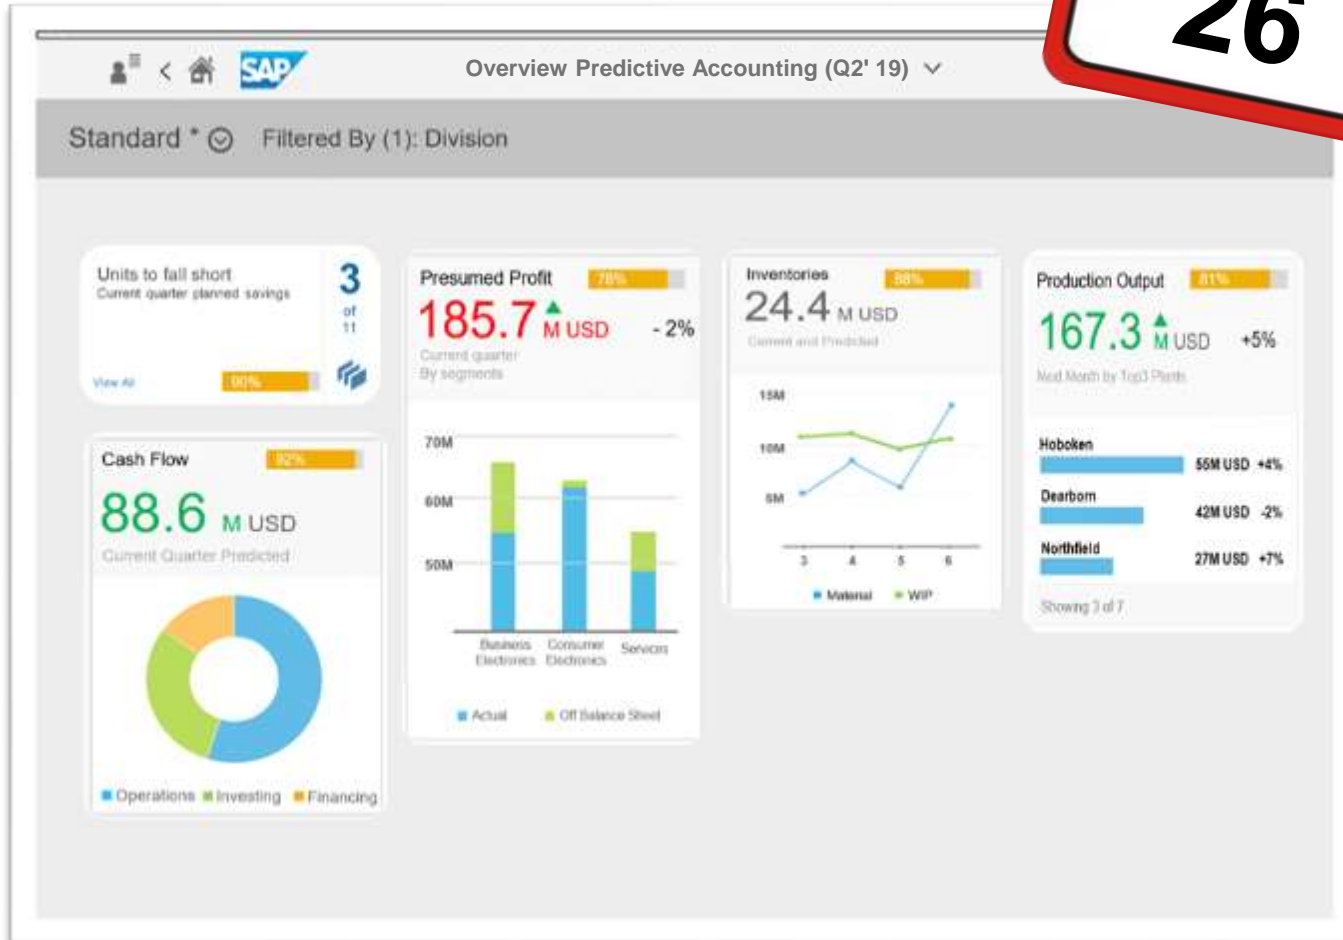 26
SAP
Overview Predictive Accounting (Q2' 19)
Standard * Filtered By (1): Division
Units to fall short
Current quarter planned savings
3
of
11
View All
90%
Cash Flow
92%
88.6 M USD
Current Quarter Predicted
Operations Investing Financing
Presumed Profit
78%
185.7 M USD - 2%
Current quarter
By segments
70M
60M
50M
Business Electronics
Consumer Electronics
Services
Actual Off Balance Sheet
Inventories
88%
24.4 M USD
Current and Predicted
15M
10M
5M
3 4 5 6
Material WIP
Production Output
81%
167.3 M USD +5%
Next Month by Top3 Plants
Hoboken
55M USD +4%
Dearborn
42M USD -2%
Northfield
27M USD +7%
Showing 3 of 7